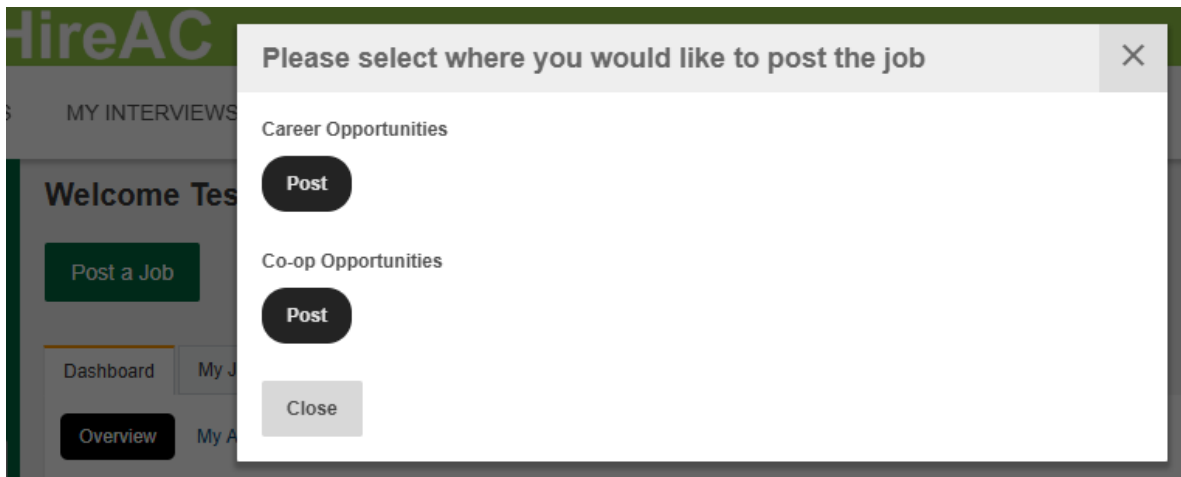 HireAC
Please select where you would like to post the job
MY INTERVIEWS
Career Opportunities
Post
Welcome Tes
Post a Job
Co-op Opportunities
Post
Dashboard
My J
Close
Overview
My A